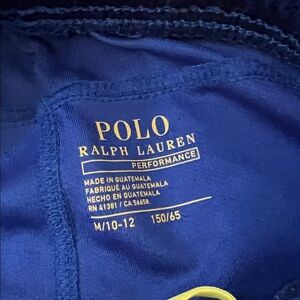 POLO
RALPH LAUREN
PERFORMANCE
MADE IN GUATEMALA
FABRIQUÉ AU GUATEMALA
HECHO EN GUATEMALA
RN 41381 / CA 56658
M/10-12 150/65